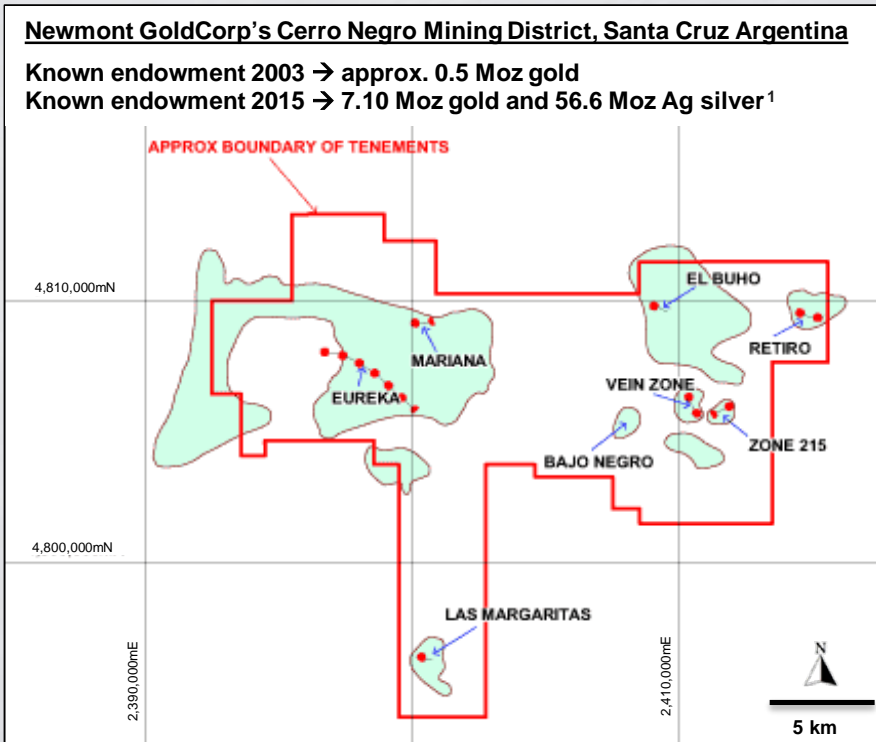 Newmont GoldCorp's Cerro Negro Mining District, Santa Cruz Argentina
Known endowment 2003 → approx. 0.5 Moz gold
Known endowment 2015 → 7.10 Moz gold and 56.6 Moz Ag silver¹
APPROX BOUNDARY OF TENEMENTS
4,810,000mN
EL BUHO
MARIANA
RETIRO
EUREKA
VEIN ZONE
ZONE 215
BAJO NEGRO
4,800,000mN
LAS MARGARITAS
2,390,000mE
2,410,000mE
N
5 km